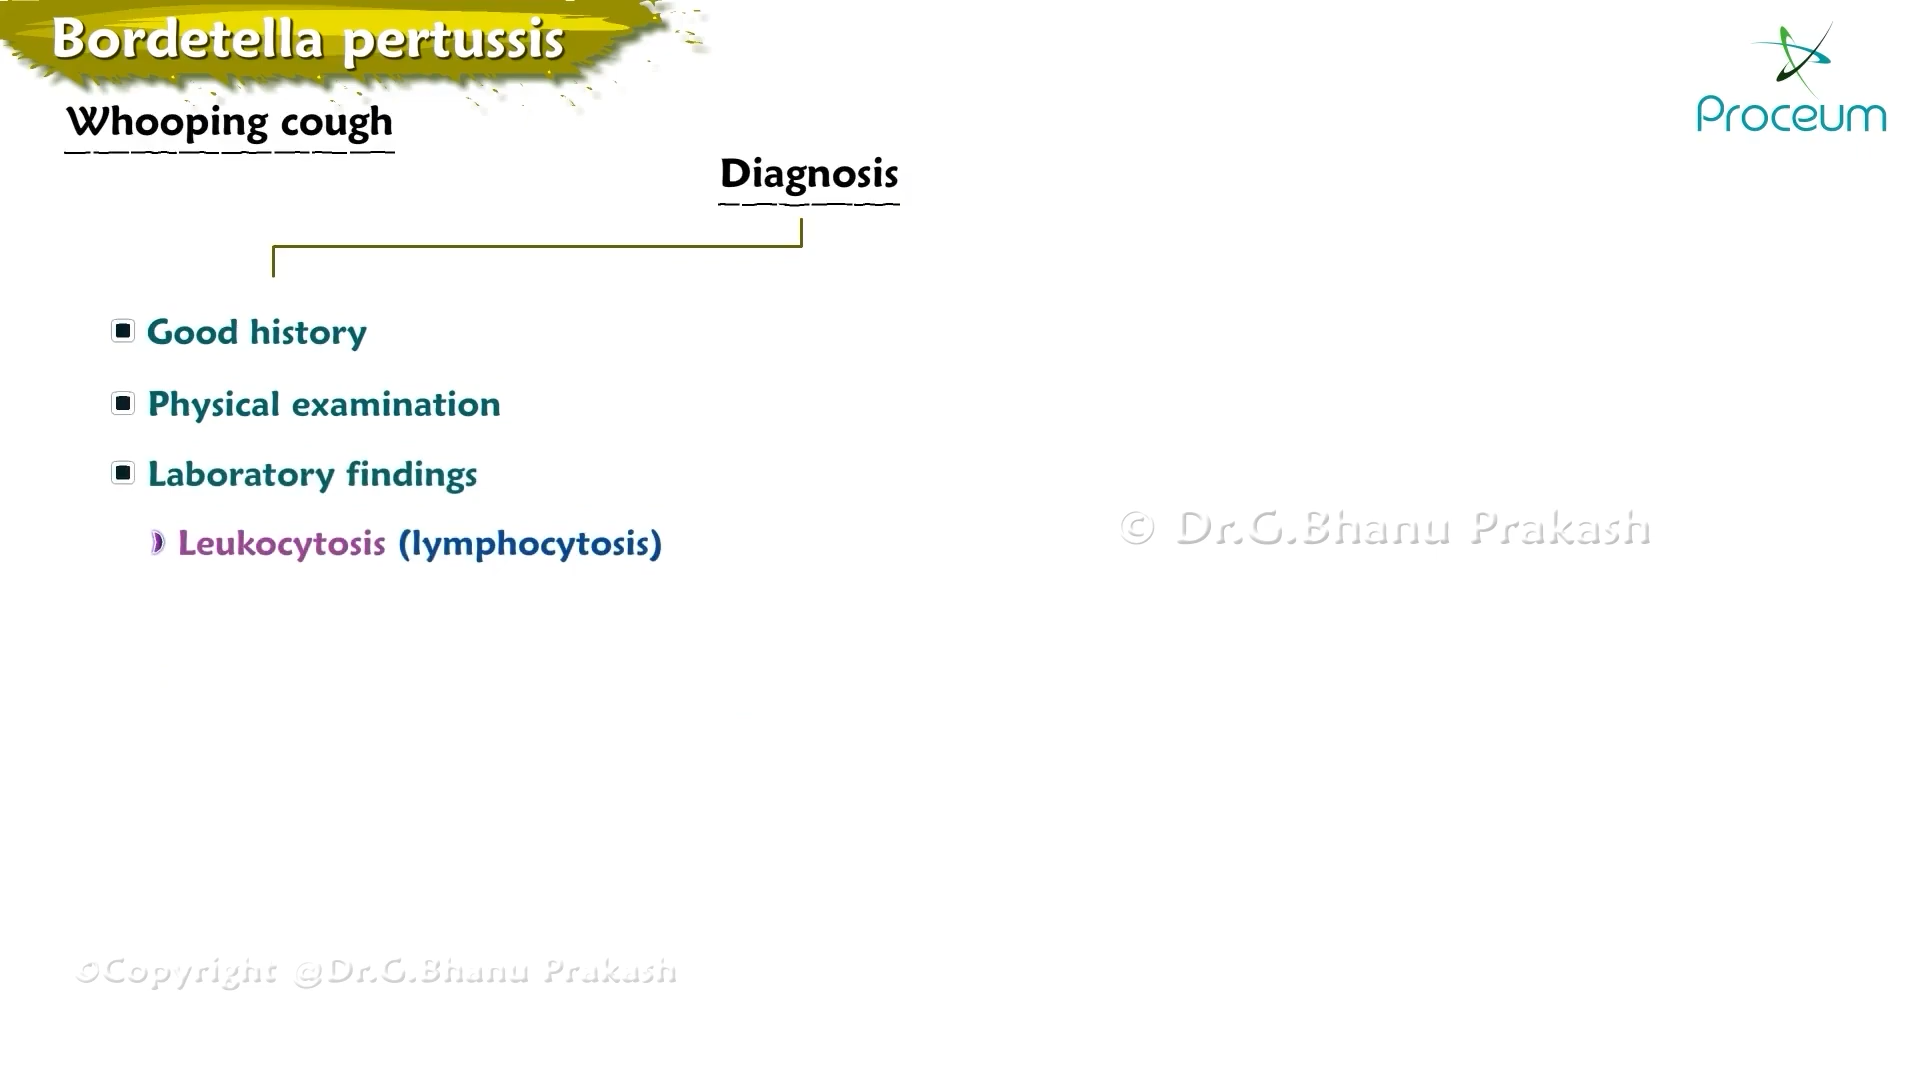 Bordetella pertussis
Proceum
Whooping cough
Diagnosis
Good history
Physical examination
Laboratory findings
Leukocytosis (lymphocytosis)
© Dr.G.Bhanu Prakash
©Copyright @Dr.G.Bhanu Prakash